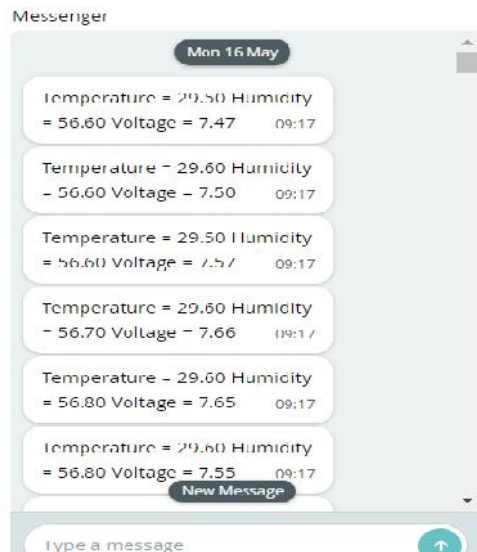 Messenger
Mon 16 May
Temperature = 29.50 Humidity
= 56.60 Voltage = 7.47 09:17
Temperature = 29.60 Humidity
= 56.60 Voltage = 7.50 09:17
Temperature = 29.50 Humidity
= 56.60 Voltage = 7.57 09:17
Temperature = 29.60 Humidity
= 56.70 Voltage = 7.66 09:17
Temperature = 29.60 Humidity
= 56.80 Voltage = 7.65 09:17
Temperature = 29.60 Humidity
= 56.80 Voltage = 7.55 09:17
New Message
Type a message